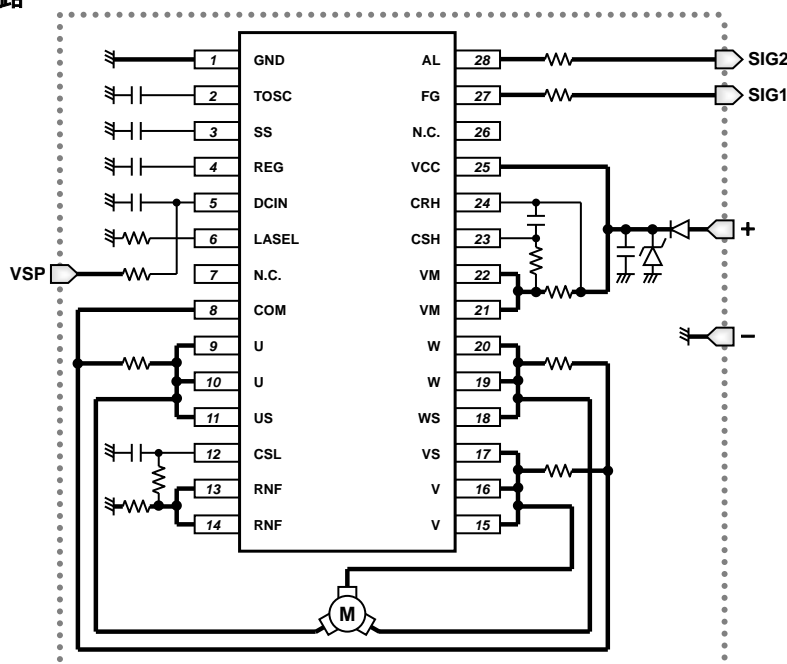 路
1 GND AL 28 SIG2
2 TOSC FG 27 SIG1
3 SS N.C. 26
4 REG VCC 25
5 DCIN CRH 24
6 LASEL CSH 23 +
VSP 7 N.C. VM 22
8 COM VM 21
9 U W 20 −
10 U W 19
11 US WS 18
12 CSL VS 17
13 RNF V 16
14 RNF V 15
M